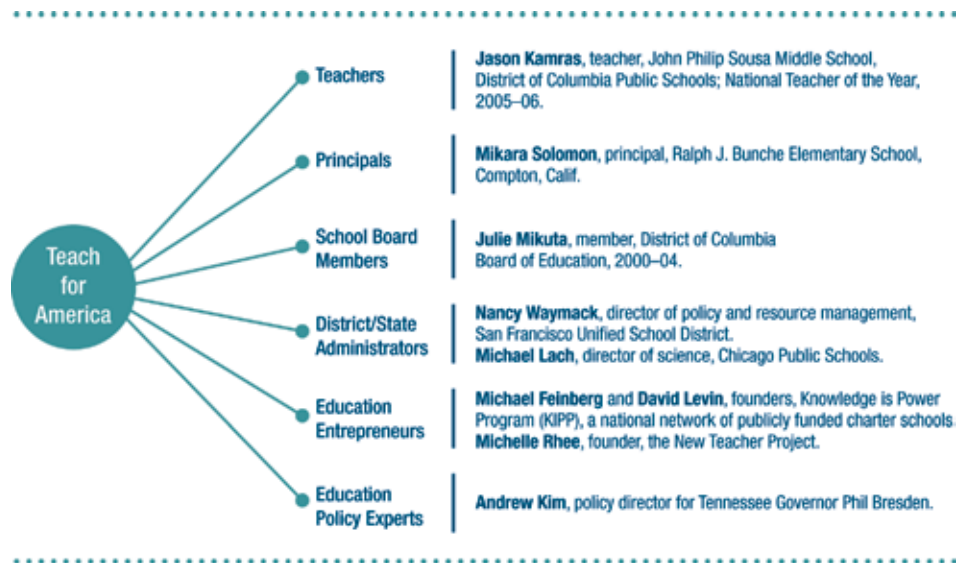 Teach
for
America
Teachers
Jason Kamras, teacher, John Philip Sousa Middle School,
District of Columbia Public Schools; National Teacher of the Year,
2005–06.
Principals
Mikara Solomon, principal, Ralph J. Bunche Elementary School,
Compton, Calif.
School Board
Members
Julie Mikuta, member, District of Columbia
Board of Education, 2000–04.
District/State
Administrators
Nancy Waymack, director of policy and resource management,
San Francisco Unified School District.
Michael Lach, director of science, Chicago Public Schools.
Education
Entrepreneurs
Michael Feinberg and David Levin, founders, Knowledge is Power
Program (KIPP), a national network of publicly funded charter schools.
Michelle Rhee, founder, the New Teacher Project.
Education
Policy Experts
Andrew Kim, policy director for Tennessee Governor Phil Bresden.